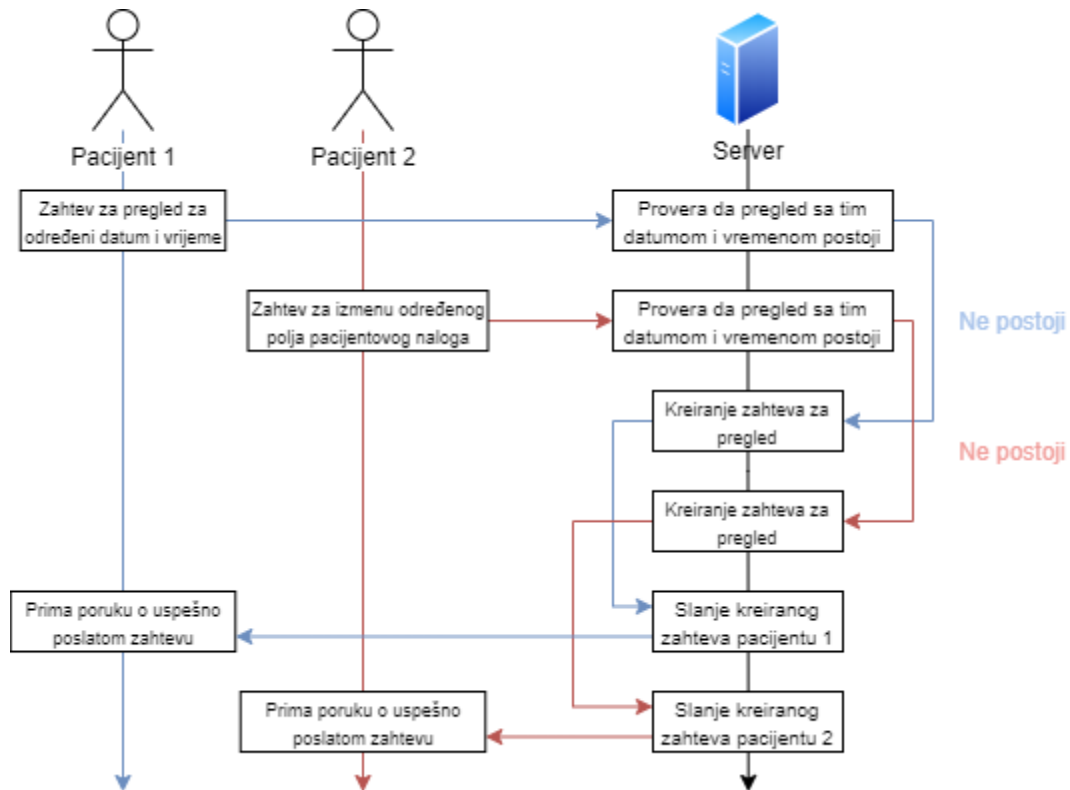 Pacijent 1
Pacijent 2
Server
Zahtev za pregled za
određeni datum i vrijeme
Provera da pregled sa tim
datumom i vremenom postoji
Zahtev za izmenu određenog
polja pacijentovog naloga
Provera da pregled sa tim
datumom i vremenom postoji
Ne postoji
Kreiranje zahteva za
pregled
Ne postoji
Kreiranje zahteva za
pregled
Prima poruku o uspešno
poslatom zahtevu
Slanje kreiranog
zahteva pacijentu 1
Prima poruku o uspešno
poslatom zahtevu
Slanje kreiranog
zahteva pacijentu 2